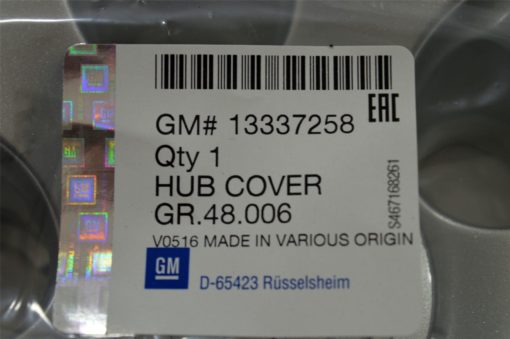 EAC
GM# 13337258
Qty 1
HUB COVER
GR.48.006
V0516 MADE IN VARIOUS ORIGIN
S467168261
GM
D-65423 Rüsselsheim